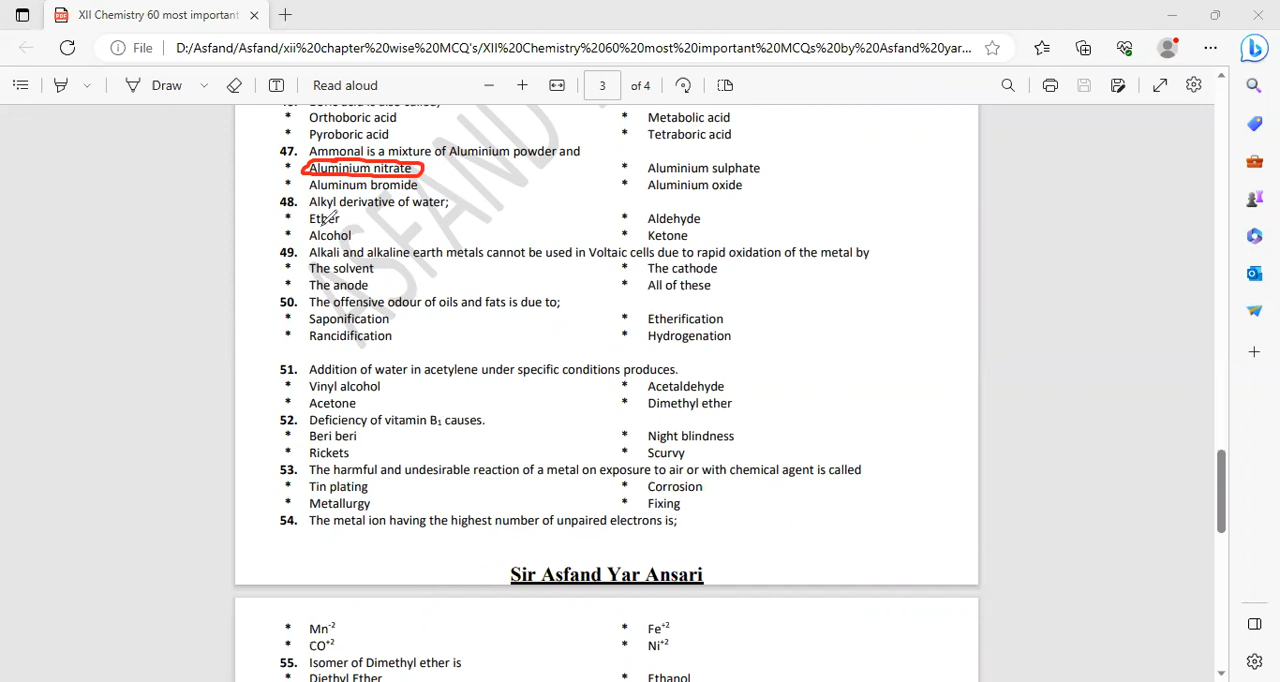 XII Chemistry 60 most important
File D:/Asfand/Asfand/xii%20chapter%20wise%20MCQ's/XII%20Chemistry%2060%20most%20important%20MCQs%20by%20Asfand%20yar...
Draw Read aloud 3 of 4
Orthoboric acid * Metabolic acid
* Pyroboric acid * Tetraboric acid
47. Ammonal is a mixture of Aluminium powder and
* Aluminium nitrate * Aluminium sulphate
* Aluminum bromide * Aluminium oxide
48. Alkyl derivative of water;
* Ether * Aldehyde
* Alcohol * Ketone
49. Alkali and alkaline earth metals cannot be used in Voltaic cells due to rapid oxidation of the metal by
* The solvent * The cathode
* The anode * All of these
50. The offensive odour of oils and fats is due to;
* Saponification * Etherification
* Rancidification * Hydrogenation
51. Addition of water in acetylene under specific conditions produces.
* Vinyl alcohol * Acetaldehyde
* Acetone * Dimethyl ether
52. Deficiency of vitamin B₁ causes.
* Beri beri * Night blindness
* Rickets * Scurvy
53. The harmful and undesirable reaction of a metal on exposure to air or with chemical agent is called
* Tin plating * Corrosion
* Metallurgy * Fixing
54. The metal ion having the highest number of unpaired electrons is;
ASFAND
Sir Asfand Yar Ansari
* Mn⁻² * Fe⁺²
* CO⁺² * Ni⁺²
55. Isomer of Dimethyl ether is
* Diethyl Ether * Ethanol